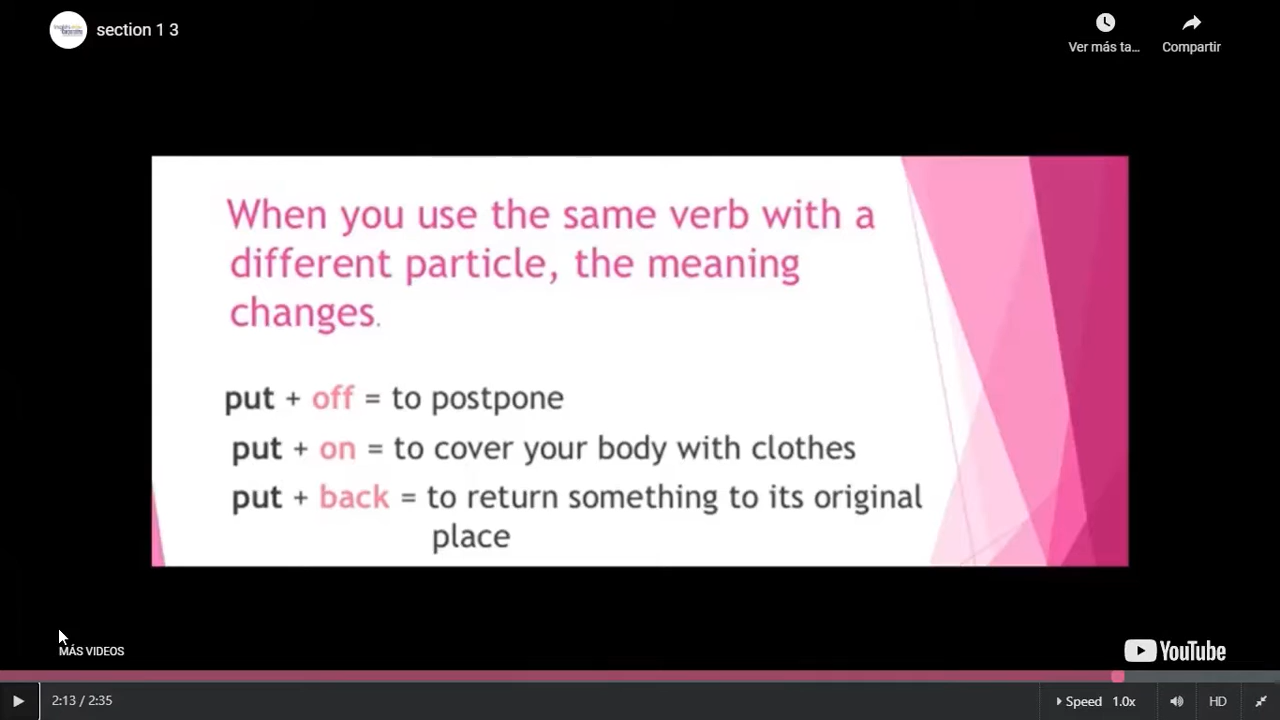 section 1 3
Ver más ta...
Compartir
When you use the same verb with a
different particle, the meaning
changes.
put + off = to postpone
put + on = to cover your body with clothes
put + back = to return something to its original
place
MÁS VIDEOS
YouTube
2:13 / 2:35
Speed 1.0x
HD